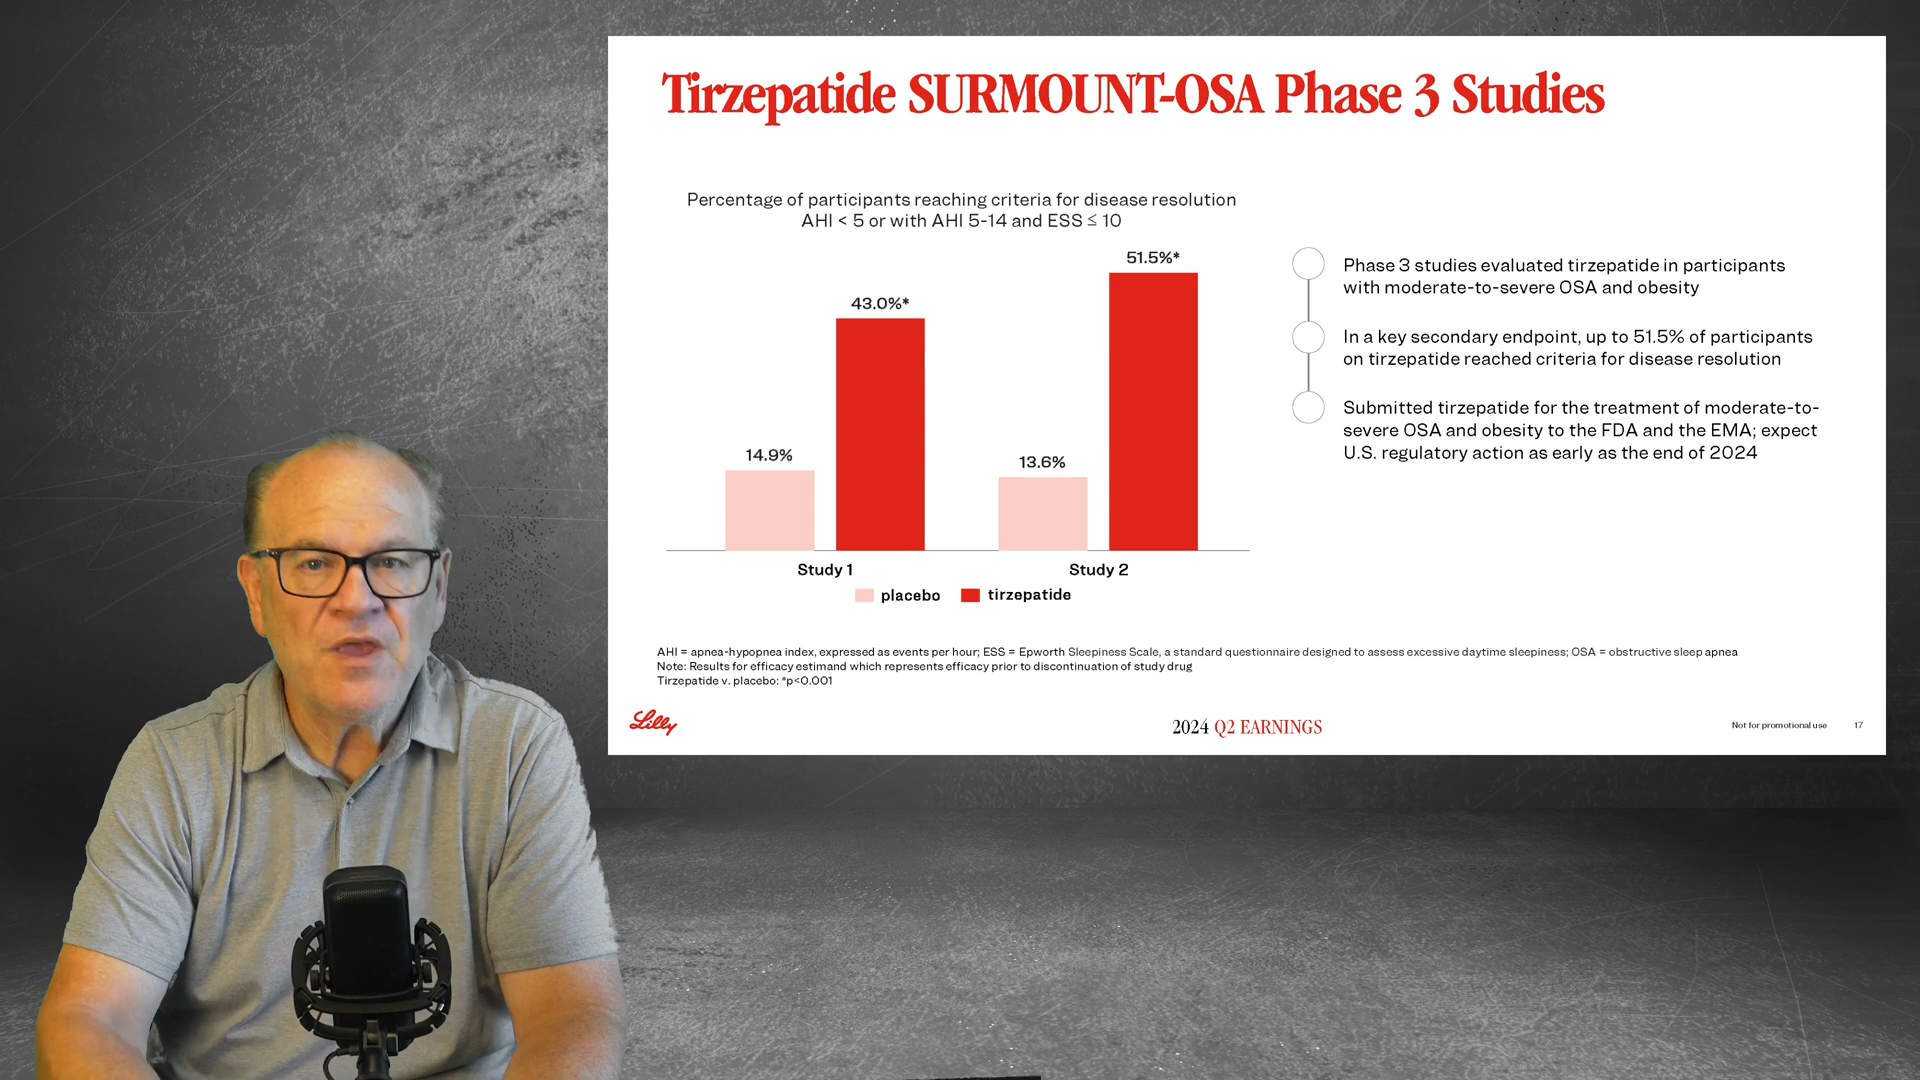 Tirzepatide SURMOUNT-OSA Phase 3 Studies
Percentage of participants reaching criteria for disease resolution
AHI < 5 or with AHI 5-14 and ESS ≤ 10
14.9%
43.0%*
13.6%
51.5%*
Study 1
Study 2
placebo
tirzepatide
Phase 3 studies evaluated tirzepatide in participants
with moderate-to-severe OSA and obesity
In a key secondary endpoint, up to 51.5% of participants
on tirzepatide reached criteria for disease resolution
Submitted tirzepatide for the treatment of moderate-to-
severe OSA and obesity to the FDA and the EMA; expect
U.S. regulatory action as early as the end of 2024
AHI = apnea-hypopnea index, expressed as events per hour; ESS = Epworth Sleepiness Scale, a standard questionnaire designed to assess excessive daytime sleepiness; OSA = obstructive sleep apnea
Note: Results for efficacy estimand which represents efficacy prior to discontinuation of study drug
Tirzepatide v. placebo: *p<0.001
Lilly
2024 Q2 EARNINGS
Not for promotional use
17